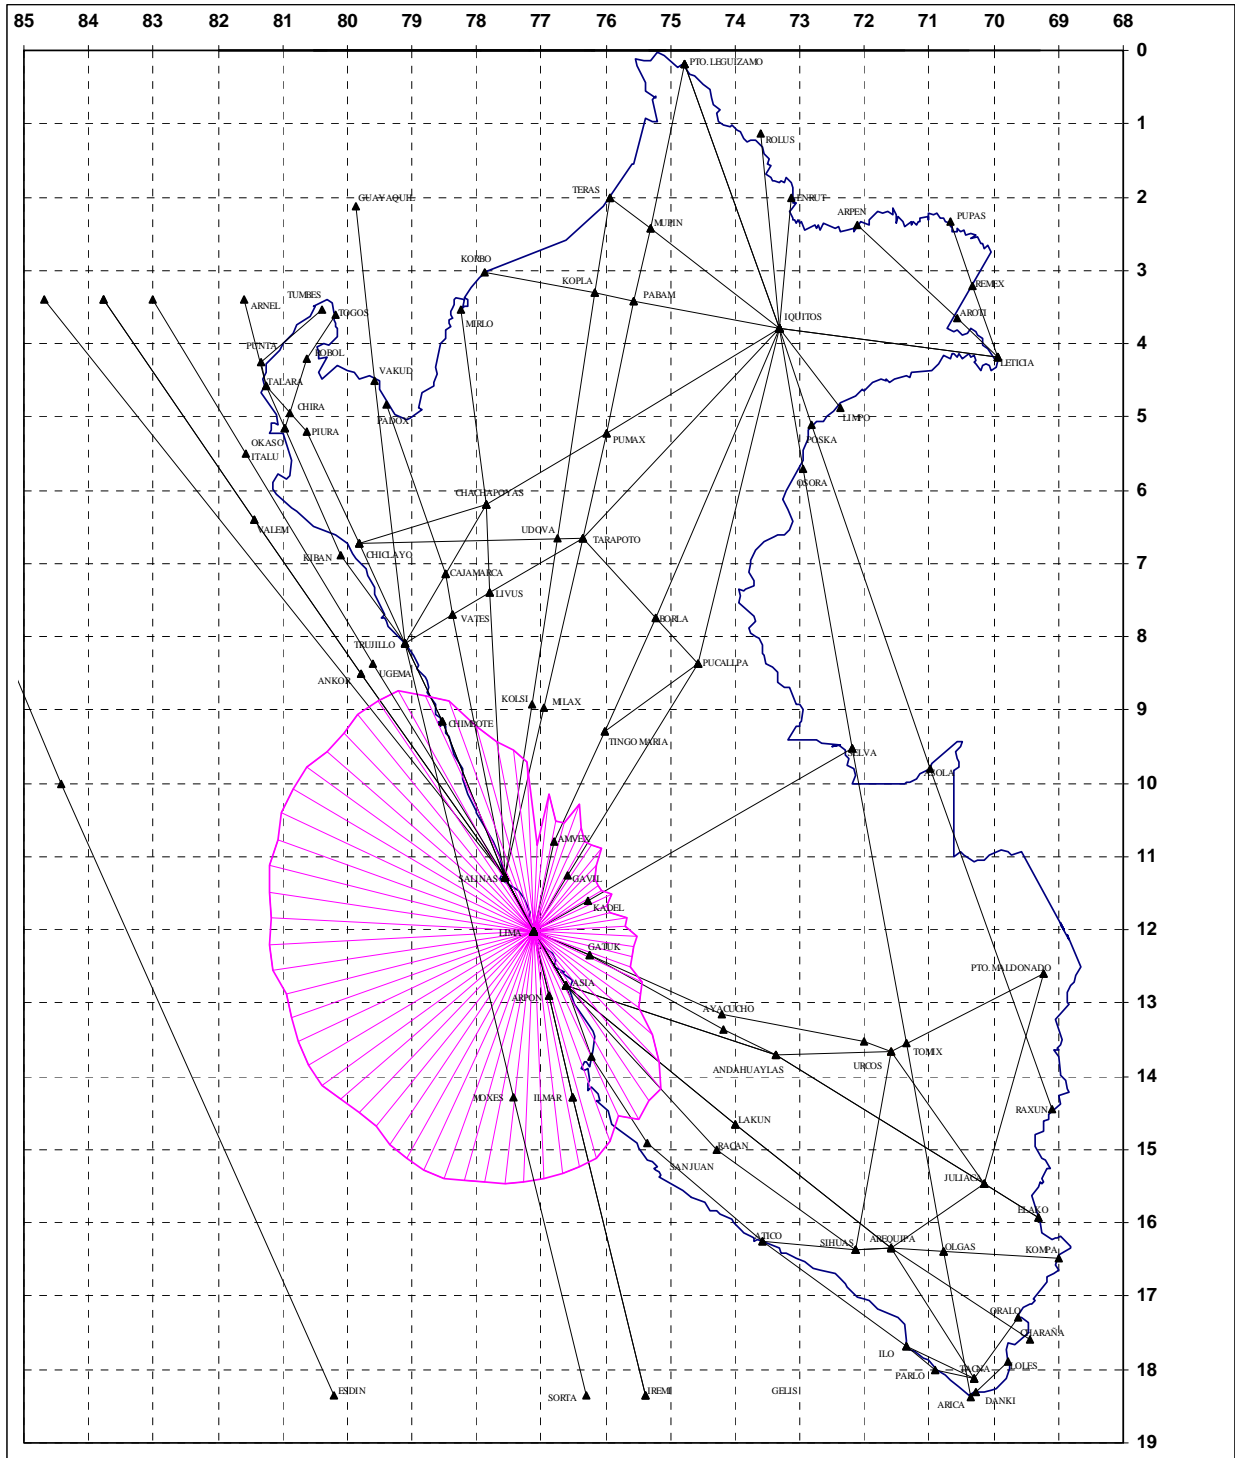 85 84 83 82 81 80 79 78 77 76 75 74 73 72 71 70 69 68
0
PTO. LEGUIZAMO
1
ROLUS
TERAS
2
GUAYAQUIL
ENRUT
ARPEN
PUPAS
MUPIN
KORBO
3
KOPLA
PABAM
REMEX
TUMBES
ARNEL
TOGOS
MIRLO
IQUITOS
AROTI
PUNTA
BOBOL
4
LETICIA
VAKUD
TALARA
CHIRA
PADOX
LIMPO
5
PIURA
OKASO
ITALU
PUMAX
POSKA
OSORA
6
CHACHAPOYAS
VALEM
UDOVA
TARAPOTO
KIBAN
CHICLAYO
7
CAJAMARCA
LIVUS
VATES
BORLA
8
TRUJILLO
UGEMA
ANKOR
PUCALLPA
KOLSI
MILAX
9
CHIMBOTE
TINGO MARIA
SELVA
ASOLA
10
AMVEX
11
SALINAS
GAVIL
KADEL
12
LIMA
GATUK
PTO. MALDONADO
ASIA
ARPON
13
AYACUCHO
TOMIX
URCOS
ANDAHUAYLAS
14
MOXES
ILMAR
RAXUN
LAKUN
RACAN
15
SAN JUAN
JULIACA
ELAKO
16
ATICO
SIHUAS
AREQUIPA
OLGAS
KOMPA
17
ORALO
CHARAÑA
ILO
TACNA
LOLES
18
PARLO
ESDIN
SORTA
IREMI
GELIS
ARICA
DANKI
19